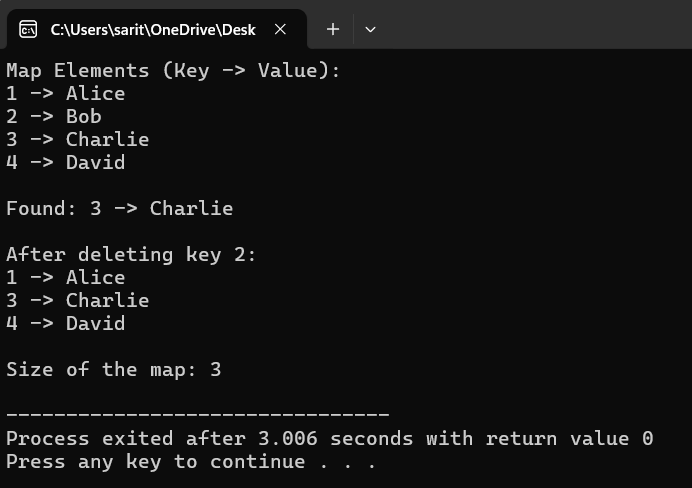 C:\Users\sarit\OneDrive\Desk
Map Elements (Key -> Value):
1 -> Alice
2 -> Bob
3 -> Charlie
4 -> David
Found: 3 -> Charlie
After deleting key 2:
1 -> Alice
3 -> Charlie
4 -> David
Size of the map: 3
--------------------------------
Process exited after 3.006 seconds with return value 0
Press any key to continue . . .